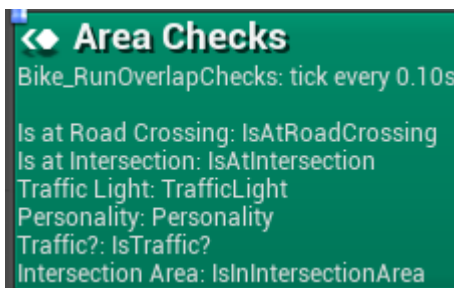 Area Checks
Bike_RunOverlapChecks: tick every 0.10s
Is at Road Crossing: IsAtRoadCrossing
Is at Intersection: IsAtIntersection
Traffic Light: TrafficLight
Personality: Personality
Traffic?: IsTraffic?
Intersection Area: IsInIntersectionArea